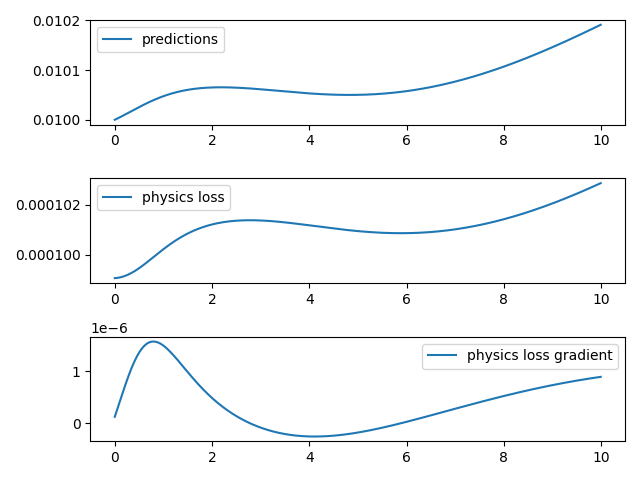 0.0102
0.0101
0.0100
predictions
0 2 4 6 8 10
0.000102
0.000100
physics loss
0 2 4 6 8 10
1e−6
1
0
physics loss gradient
0 2 4 6 8 10